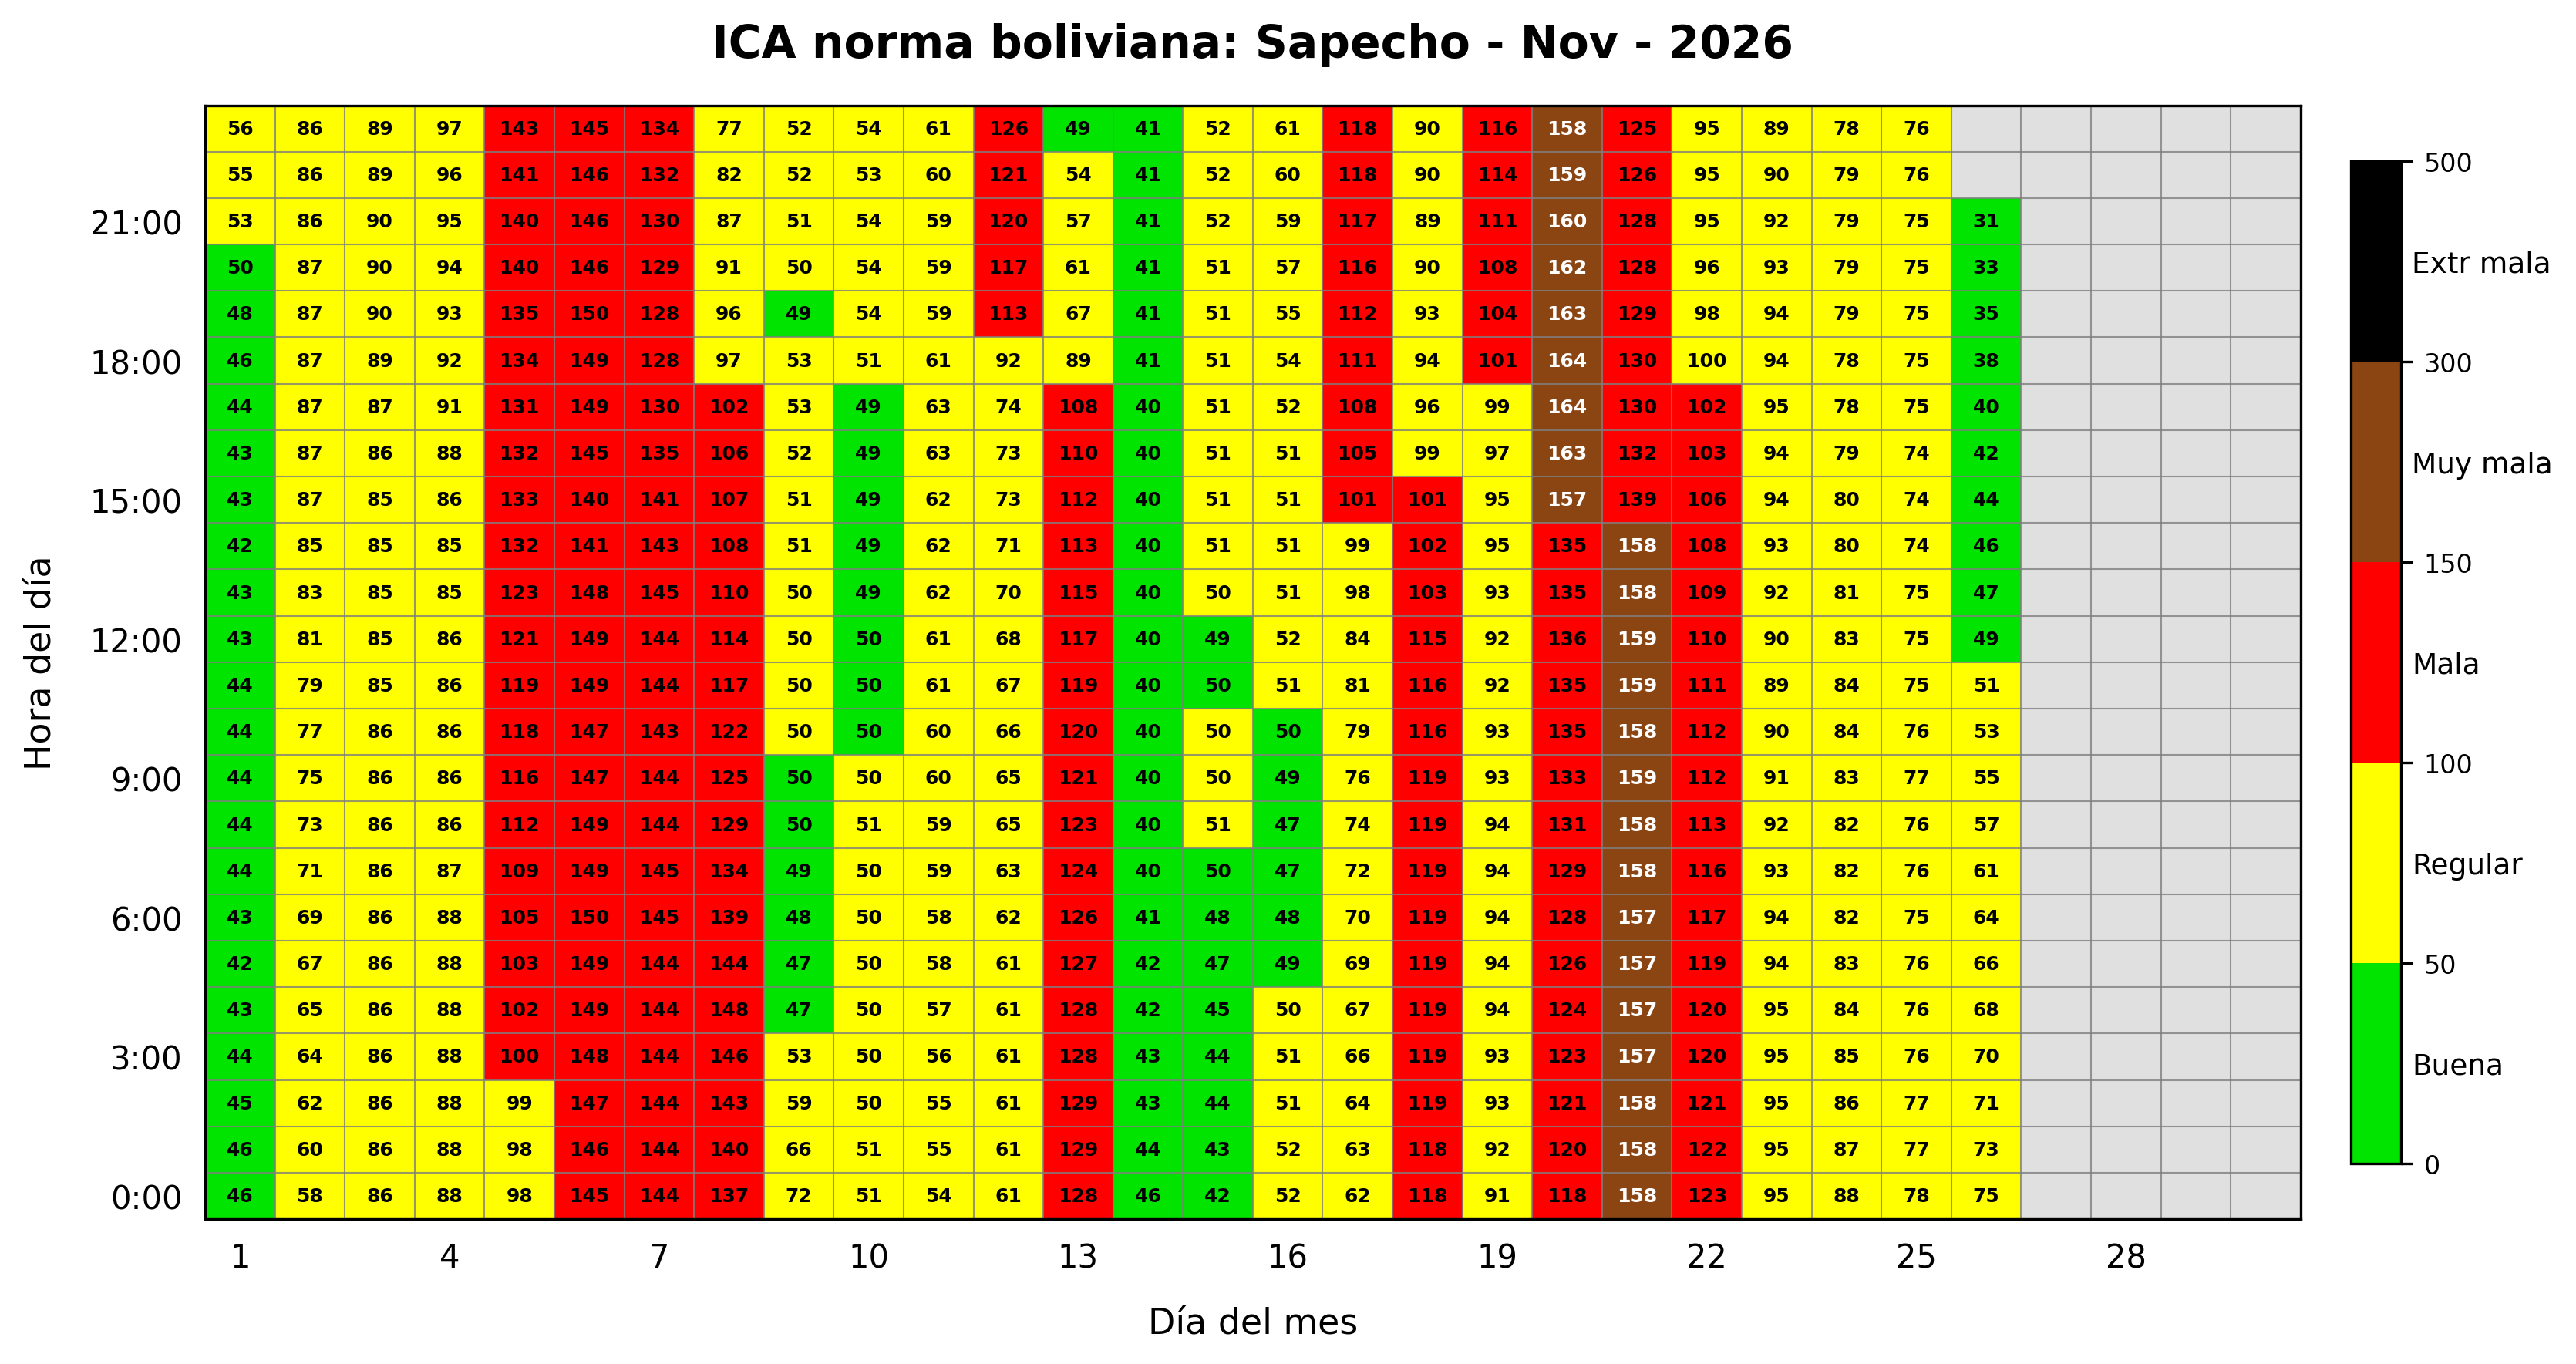 ICA norma boliviana: Sapecho - Nov - 2026
56 86 89 97 143 145 134 77 52 54 61 126 49 41 52 61 118 90 116 158 125 95 89 78 76
55 86 89 96 141 146 132 82 52 53 60 121 54 41 52 60 118 90 114 159 126 95 90 79 76
21:00 53 86 90 95 140 146 130 87 51 54 59 120 57 41 52 59 117 89 111 160 128 95 92 79 75 31
50 87 90 94 140 146 129 91 50 54 59 117 61 41 51 57 116 90 108 162 128 96 93 79 75 33
48 87 90 93 135 150 128 96 49 54 59 113 67 41 51 55 112 93 104 163 129 98 94 79 75 35
18:00 46 87 89 92 134 149 128 97 53 51 61 92 89 41 51 54 111 94 101 164 130 100 94 78 75 38
44 87 87 91 131 149 130 102 53 49 63 74 108 40 51 52 108 96 99 164 130 102 95 78 75 40
43 87 86 88 132 145 135 106 52 49 63 73 110 40 51 51 105 99 97 163 132 103 94 79 74 42
15:00 43 87 85 86 133 140 141 107 51 49 62 73 112 40 51 51 101 101 95 157 139 106 94 80 74 44
42 85 85 85 132 141 143 108 51 49 62 71 113 40 51 51 99 102 95 135 158 108 93 80 74 46
43 83 85 85 123 148 145 110 50 49 62 70 115 40 50 51 98 103 93 135 158 109 92 81 75 47
12:00 43 81 85 86 121 149 144 114 50 50 61 68 117 40 49 52 84 115 92 136 159 110 90 83 75 49
44 79 85 86 119 149 144 117 50 50 61 67 119 40 50 51 81 116 92 135 159 111 89 84 75 51
44 77 86 86 118 147 143 122 50 50 60 66 120 40 50 50 79 116 93 135 158 112 90 84 76 53
9:00 44 75 86 86 116 147 144 125 50 50 60 65 121 40 50 49 76 119 93 133 159 112 91 83 77 55
44 73 86 86 112 149 144 129 50 51 59 65 123 40 51 47 74 119 94 131 158 113 92 82 76 57
44 71 86 87 109 149 145 134 49 50 59 63 124 40 50 47 72 119 94 129 158 116 93 82 76 61
6:00 43 69 86 88 105 150 145 139 48 50 58 62 126 41 48 48 70 119 94 128 157 117 94 82 75 64
42 67 86 88 103 149 144 144 47 50 58 61 127 42 47 49 69 119 94 126 157 119 94 83 76 66
43 65 86 88 102 149 144 148 47 50 57 61 128 42 45 50 67 119 94 124 157 120 95 84 76 68
3:00 44 64 86 88 100 148 144 146 53 50 56 61 128 43 44 51 66 119 93 123 157 120 95 85 76 70
45 62 86 88 99 147 144 143 59 50 55 61 129 43 44 51 64 119 93 121 158 121 95 86 77 71
46 60 86 88 98 146 144 140 66 51 55 61 129 44 43 52 63 118 92 120 158 122 95 87 77 73
0:00 46 58 86 88 98 145 144 137 72 51 54 61 128 46 42 52 62 118 91 118 158 123 95 88 78 75
1 4 7 10 13 16 19 22 25 28
Día del mes
Hora del día
500
Extr mala
300
Muy mala
150
Mala
100
Regular
50
Buena
0